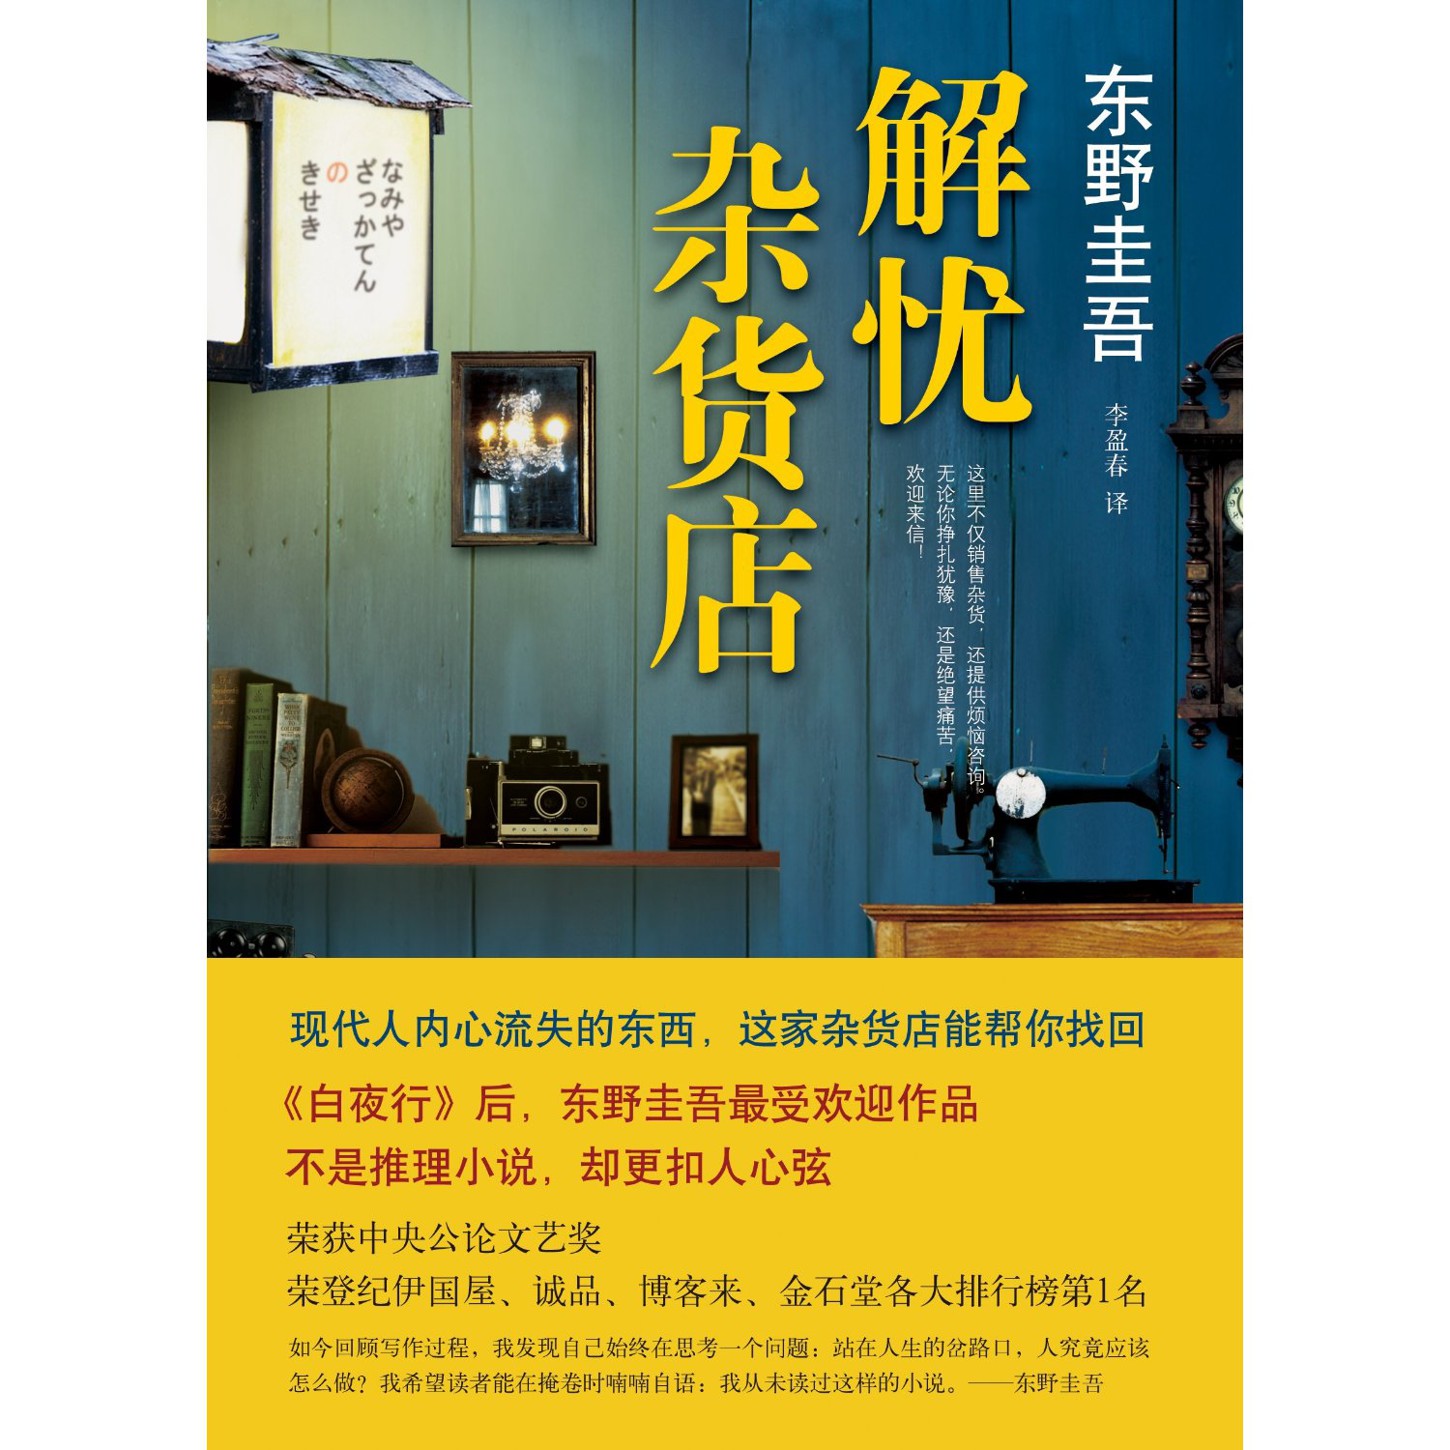 东野圭吾
李盈春 译
解忧
杂货店
这里不仅销售杂货，还提供烦恼咨询。
无论你挣扎犹豫，还是绝望痛苦，
欢迎来信！
なみや
ざっかてん
の
きせき
POLAROID
现代人内心流失的东西，这家杂货店能帮你找回
《白夜行》后，东野圭吾最受欢迎作品
不是推理小说，却更扣人心弦
荣获中央公论文艺奖
荣登纪伊国屋、诚品、博客来、金石堂各大排行榜第1名
如今回顾写作过程，我发现自己始终在思考一个问题：站在人生的岔路口，人究竟应该
怎么做？我希望读者能在掩卷时喃喃自语：我从未读过这样的小说。——东野圭吾